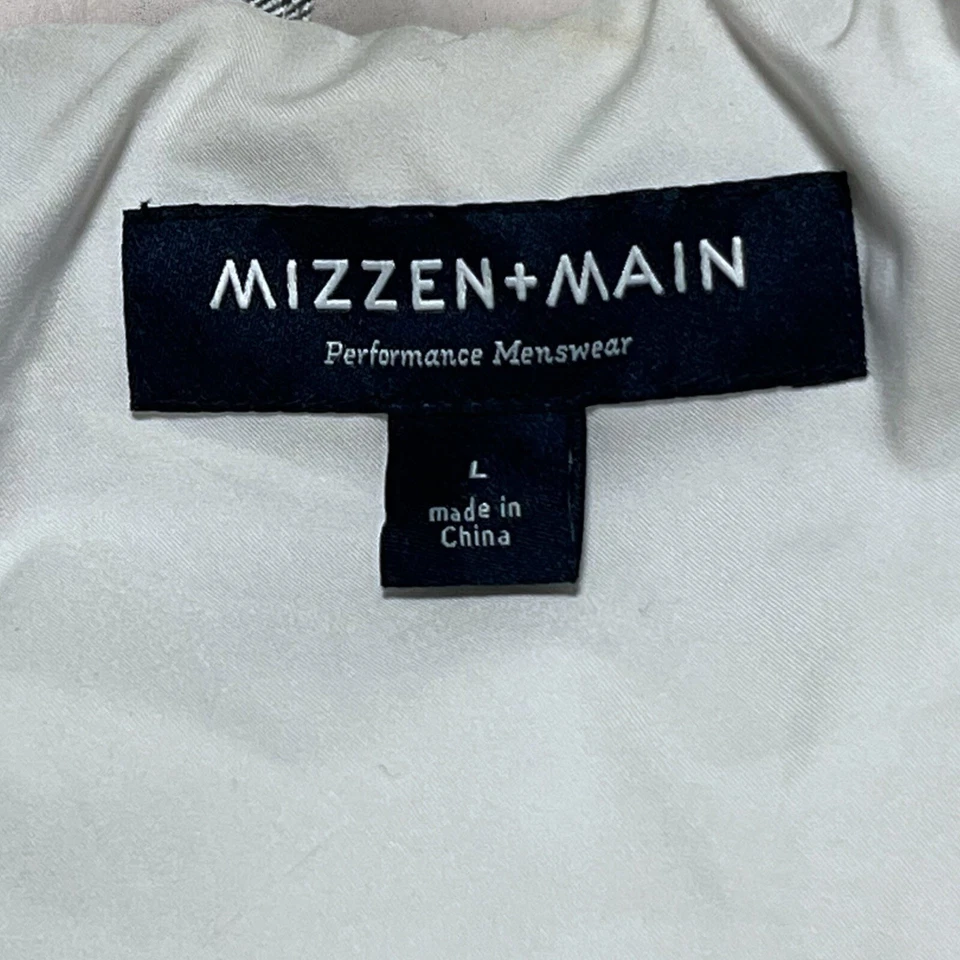 MIZZEN+MAIN
Performance Menswear
L
made in
China